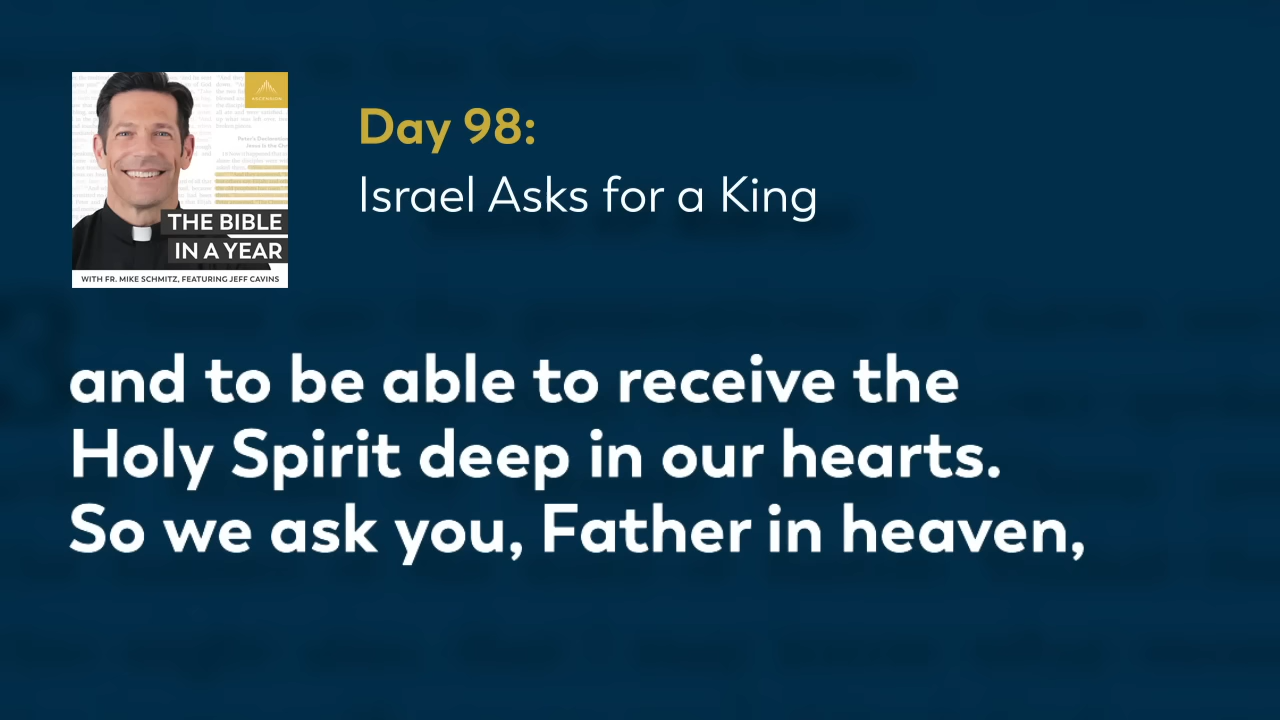 ASCENSION
THE BIBLE
IN A YEAR
WITH FR. MIKE SCHMITZ, FEATURING JEFF CAVINS
Day 98:
Israel Asks for a King
and to be able to receive the
Holy Spirit deep in our hearts.
So we ask you, Father in heaven,